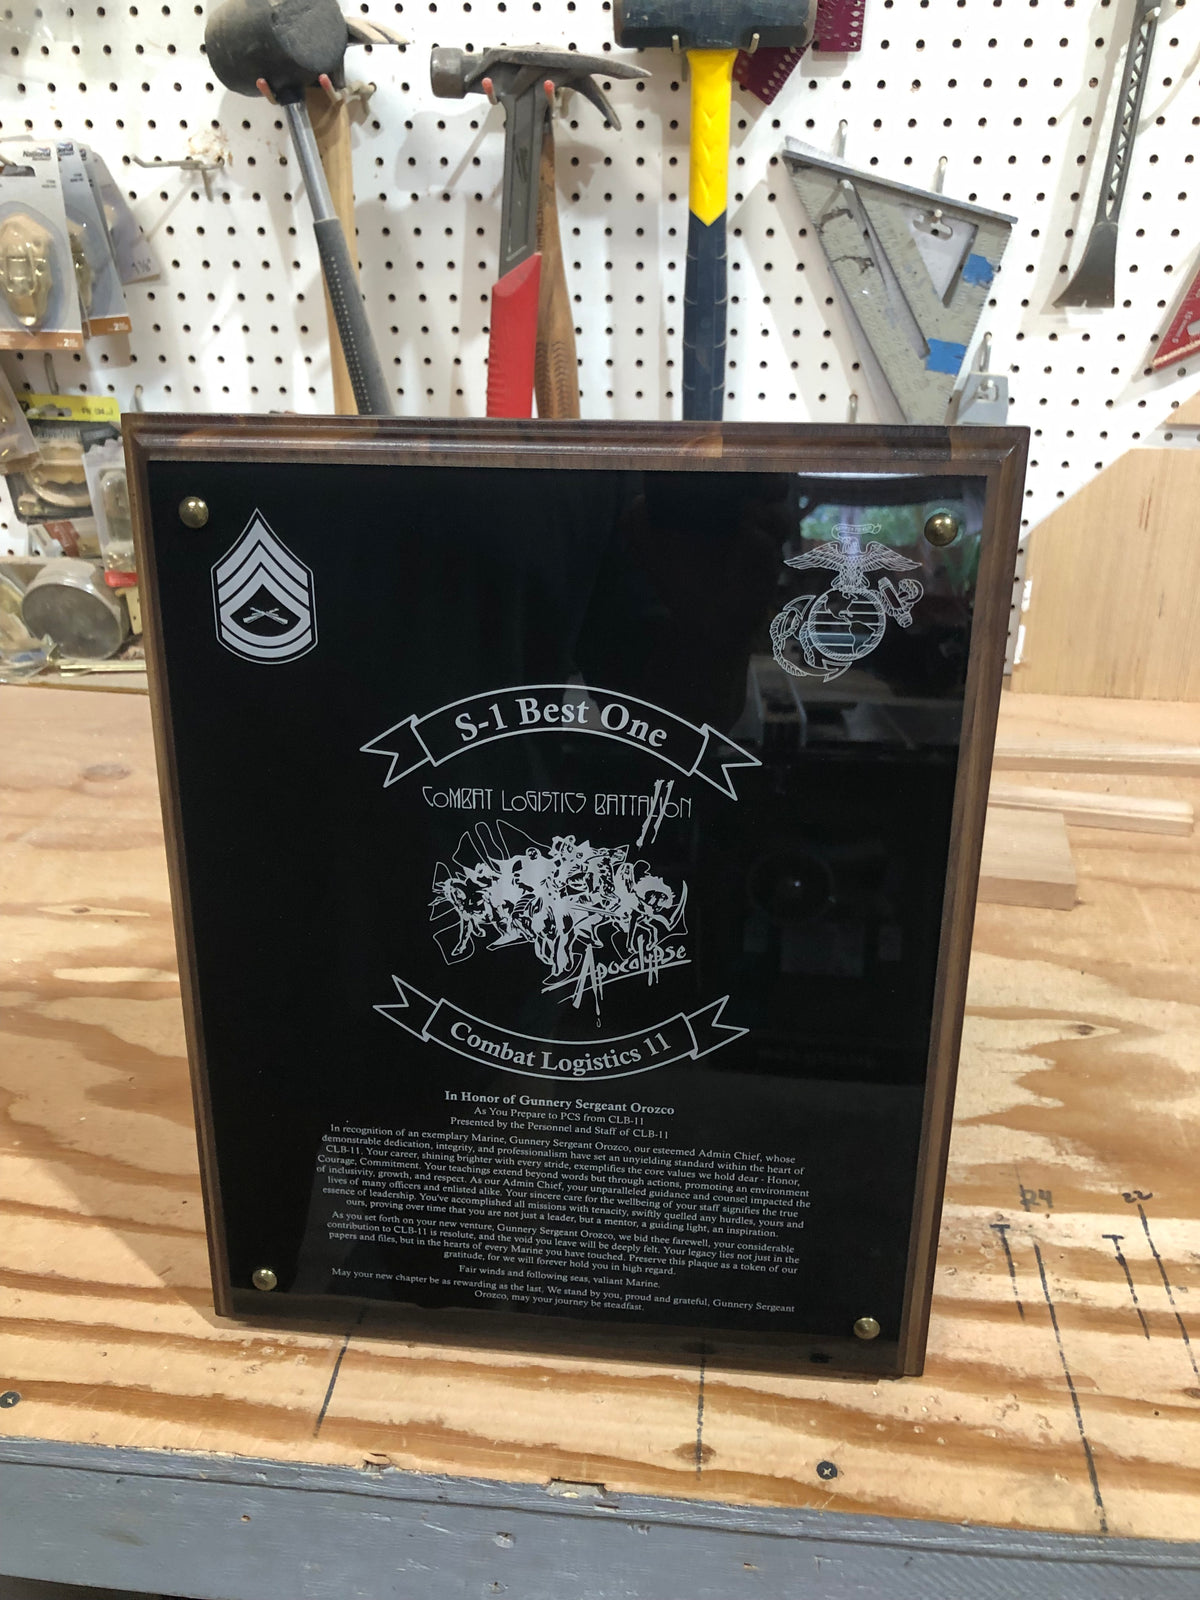 National
S-1 Best One
COMBAT LOGISTICS BATTALION
11
Apocalypse
Combat Logistics 11
In Honor of Gunnery Sergeant Orozco
As You Prepare to PCS from CLB-11
Presented by the Personnel and Staff of CLB-11
In recognition of an exemplary Marine, Gunnery Sergeant Orozco, our esteemed Admin Chief, whose
demonstrable dedication, integrity, and professionalism have set an unyielding standard within the heart of
CLB-11. Your career, shining brighter with every stride, exemplifies the core values we hold dear - Honor,
Courage, Commitment. Your teachings extend beyond words but through actions, promoting an environment
of inclusivity, growth, and respect. As our Admin Chief, your unparalleled guidance and counsel impacted the
lives of many officers and enlisted alike. Your sincere care for the wellbeing of your staff signifies the true
essence of leadership. You've accomplished all missions with tenacity, swiftly quelled any hurdles, yours and
ours, proving over time that you are not just a leader, but a mentor, a guiding light, an inspiration.
As you set forth on your new venture, Gunnery Sergeant Orozco, we bid thee farewell, your considerable
contribution to CLB-11 is resolute, and the void you leave will be deeply felt. Your legacy lies not just in the
papers and files, but in the hearts of every Marine you have touched. Preserve this plaque as a token of our
gratitude, for we will forever hold you in high regard.
Fair winds and following seas, valiant Marine.
May your new chapter be as rewarding as the last. We stand by you, proud and grateful, Gunnery Sergeant
Orozco, may your journey be steadfast.
24
22